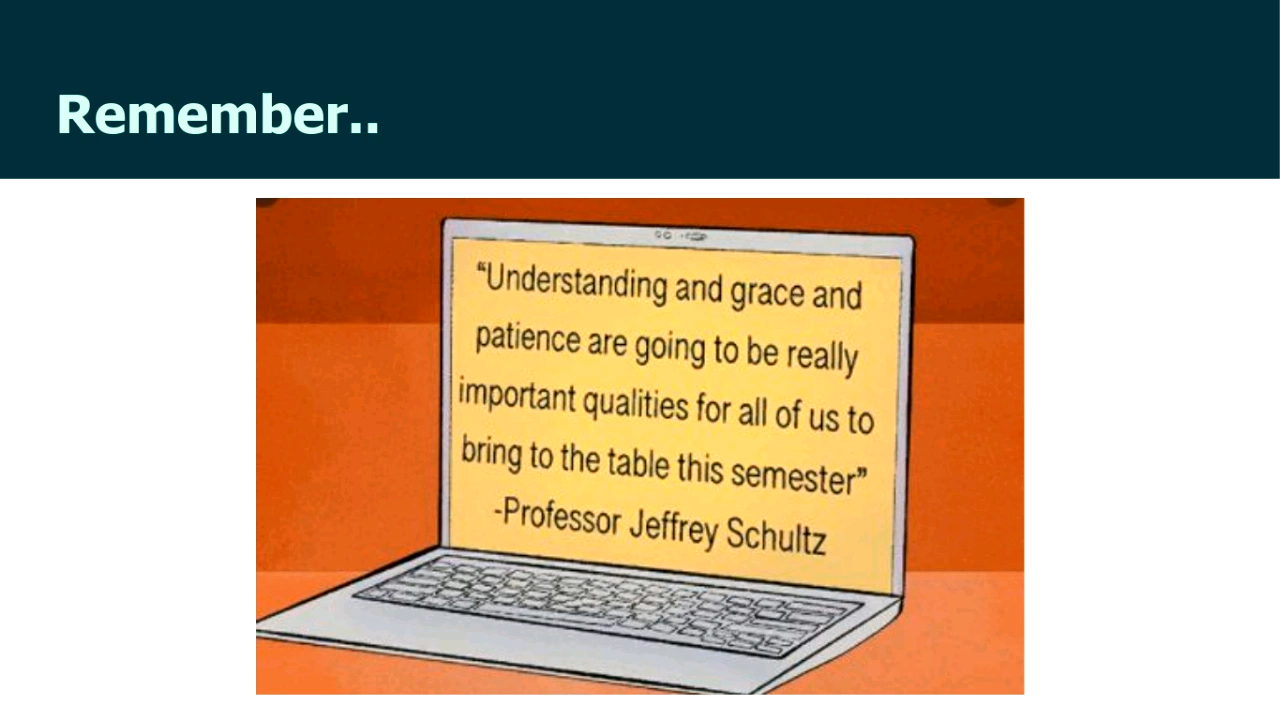 Remember..
“Understanding and grace and
patience are going to be really
important qualities for all of us to
bring to the table this semester”
-Professor Jeffrey Schultz